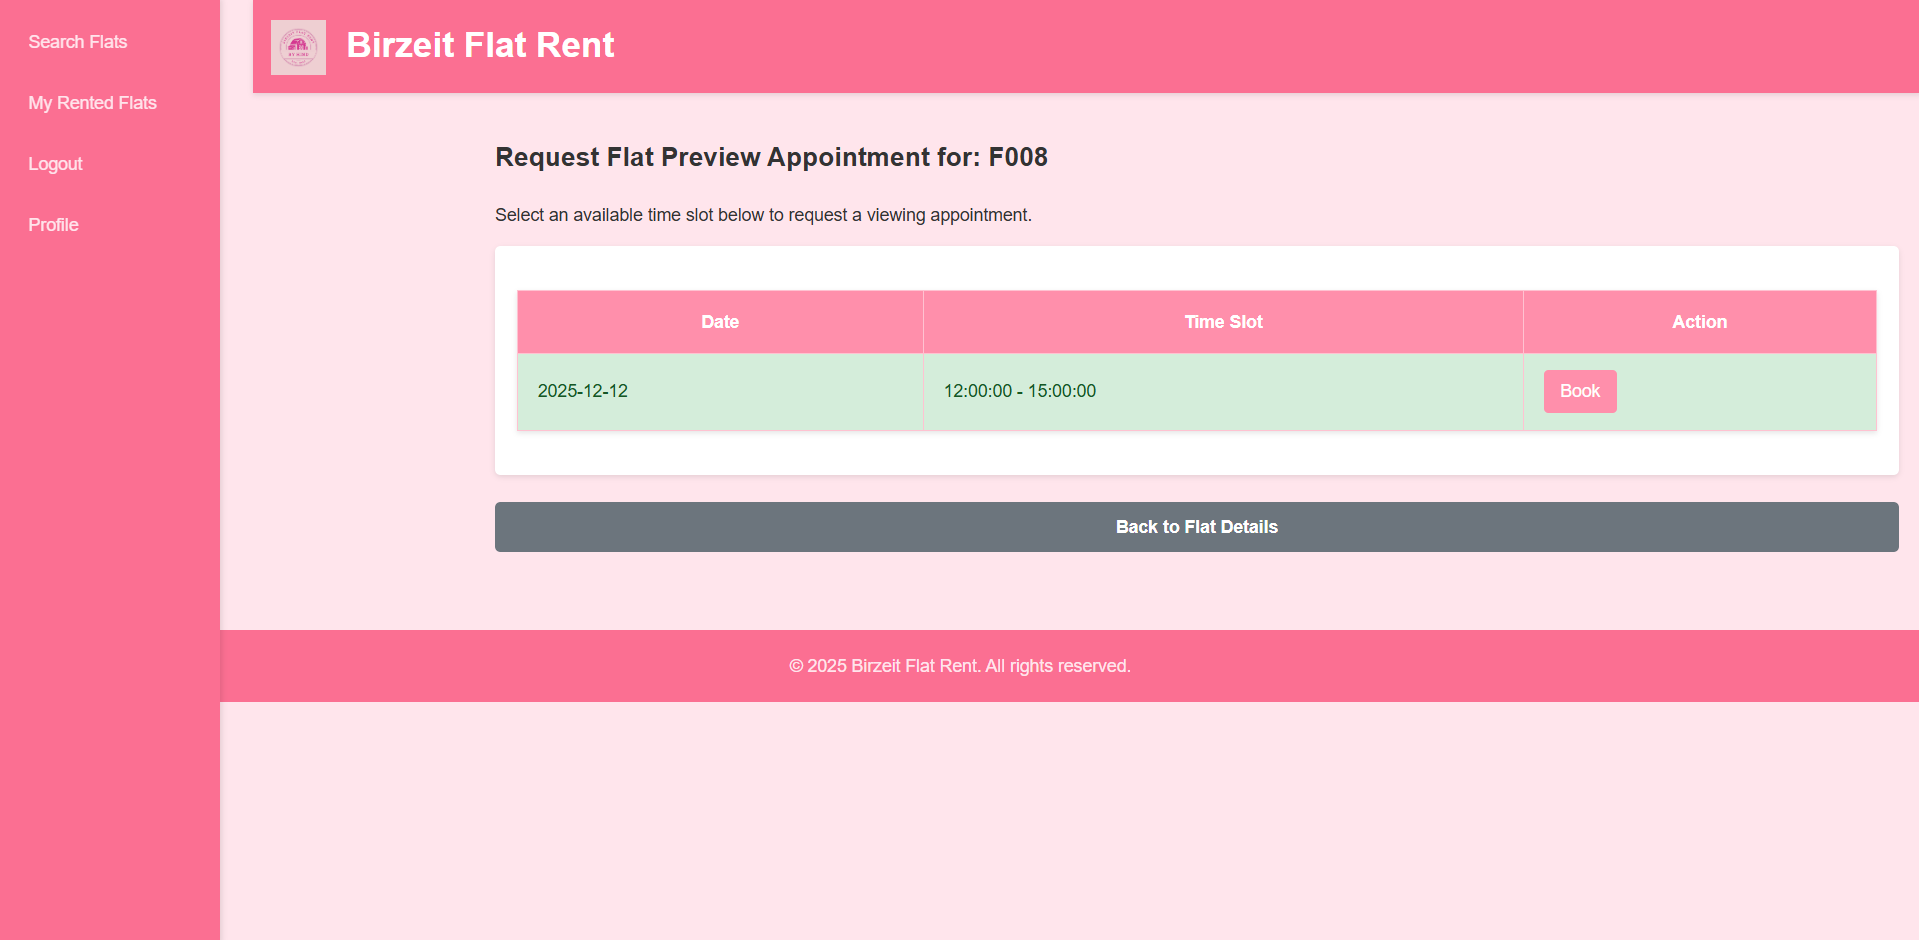 Search Flats
My Rented Flats
Logout
Profile
Birzeit Flat Rent
Request Flat Preview Appointment for: F008
Select an available time slot below to request a viewing appointment.
Date Time Slot Action
2025-12-12 12:00:00 - 15:00:00 Book
Back to Flat Details
© 2025 Birzeit Flat Rent. All rights reserved.